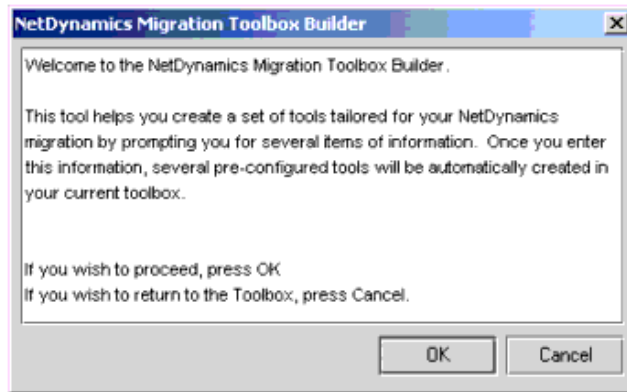 NetDynamics Migration Toolbox Builder
Welcome to the NetDynamics Migration Toolbox Builder.
This tool helps you create a set of tools tailored for your NetDynamics
migration by prompting you for several items of information. Once you enter
this information, several pre-configured tools will be automatically created in
your current toolbox.
If you wish to proceed, press OK
If you wish to return to the Toolbox, press Cancel.
OK
Cancel